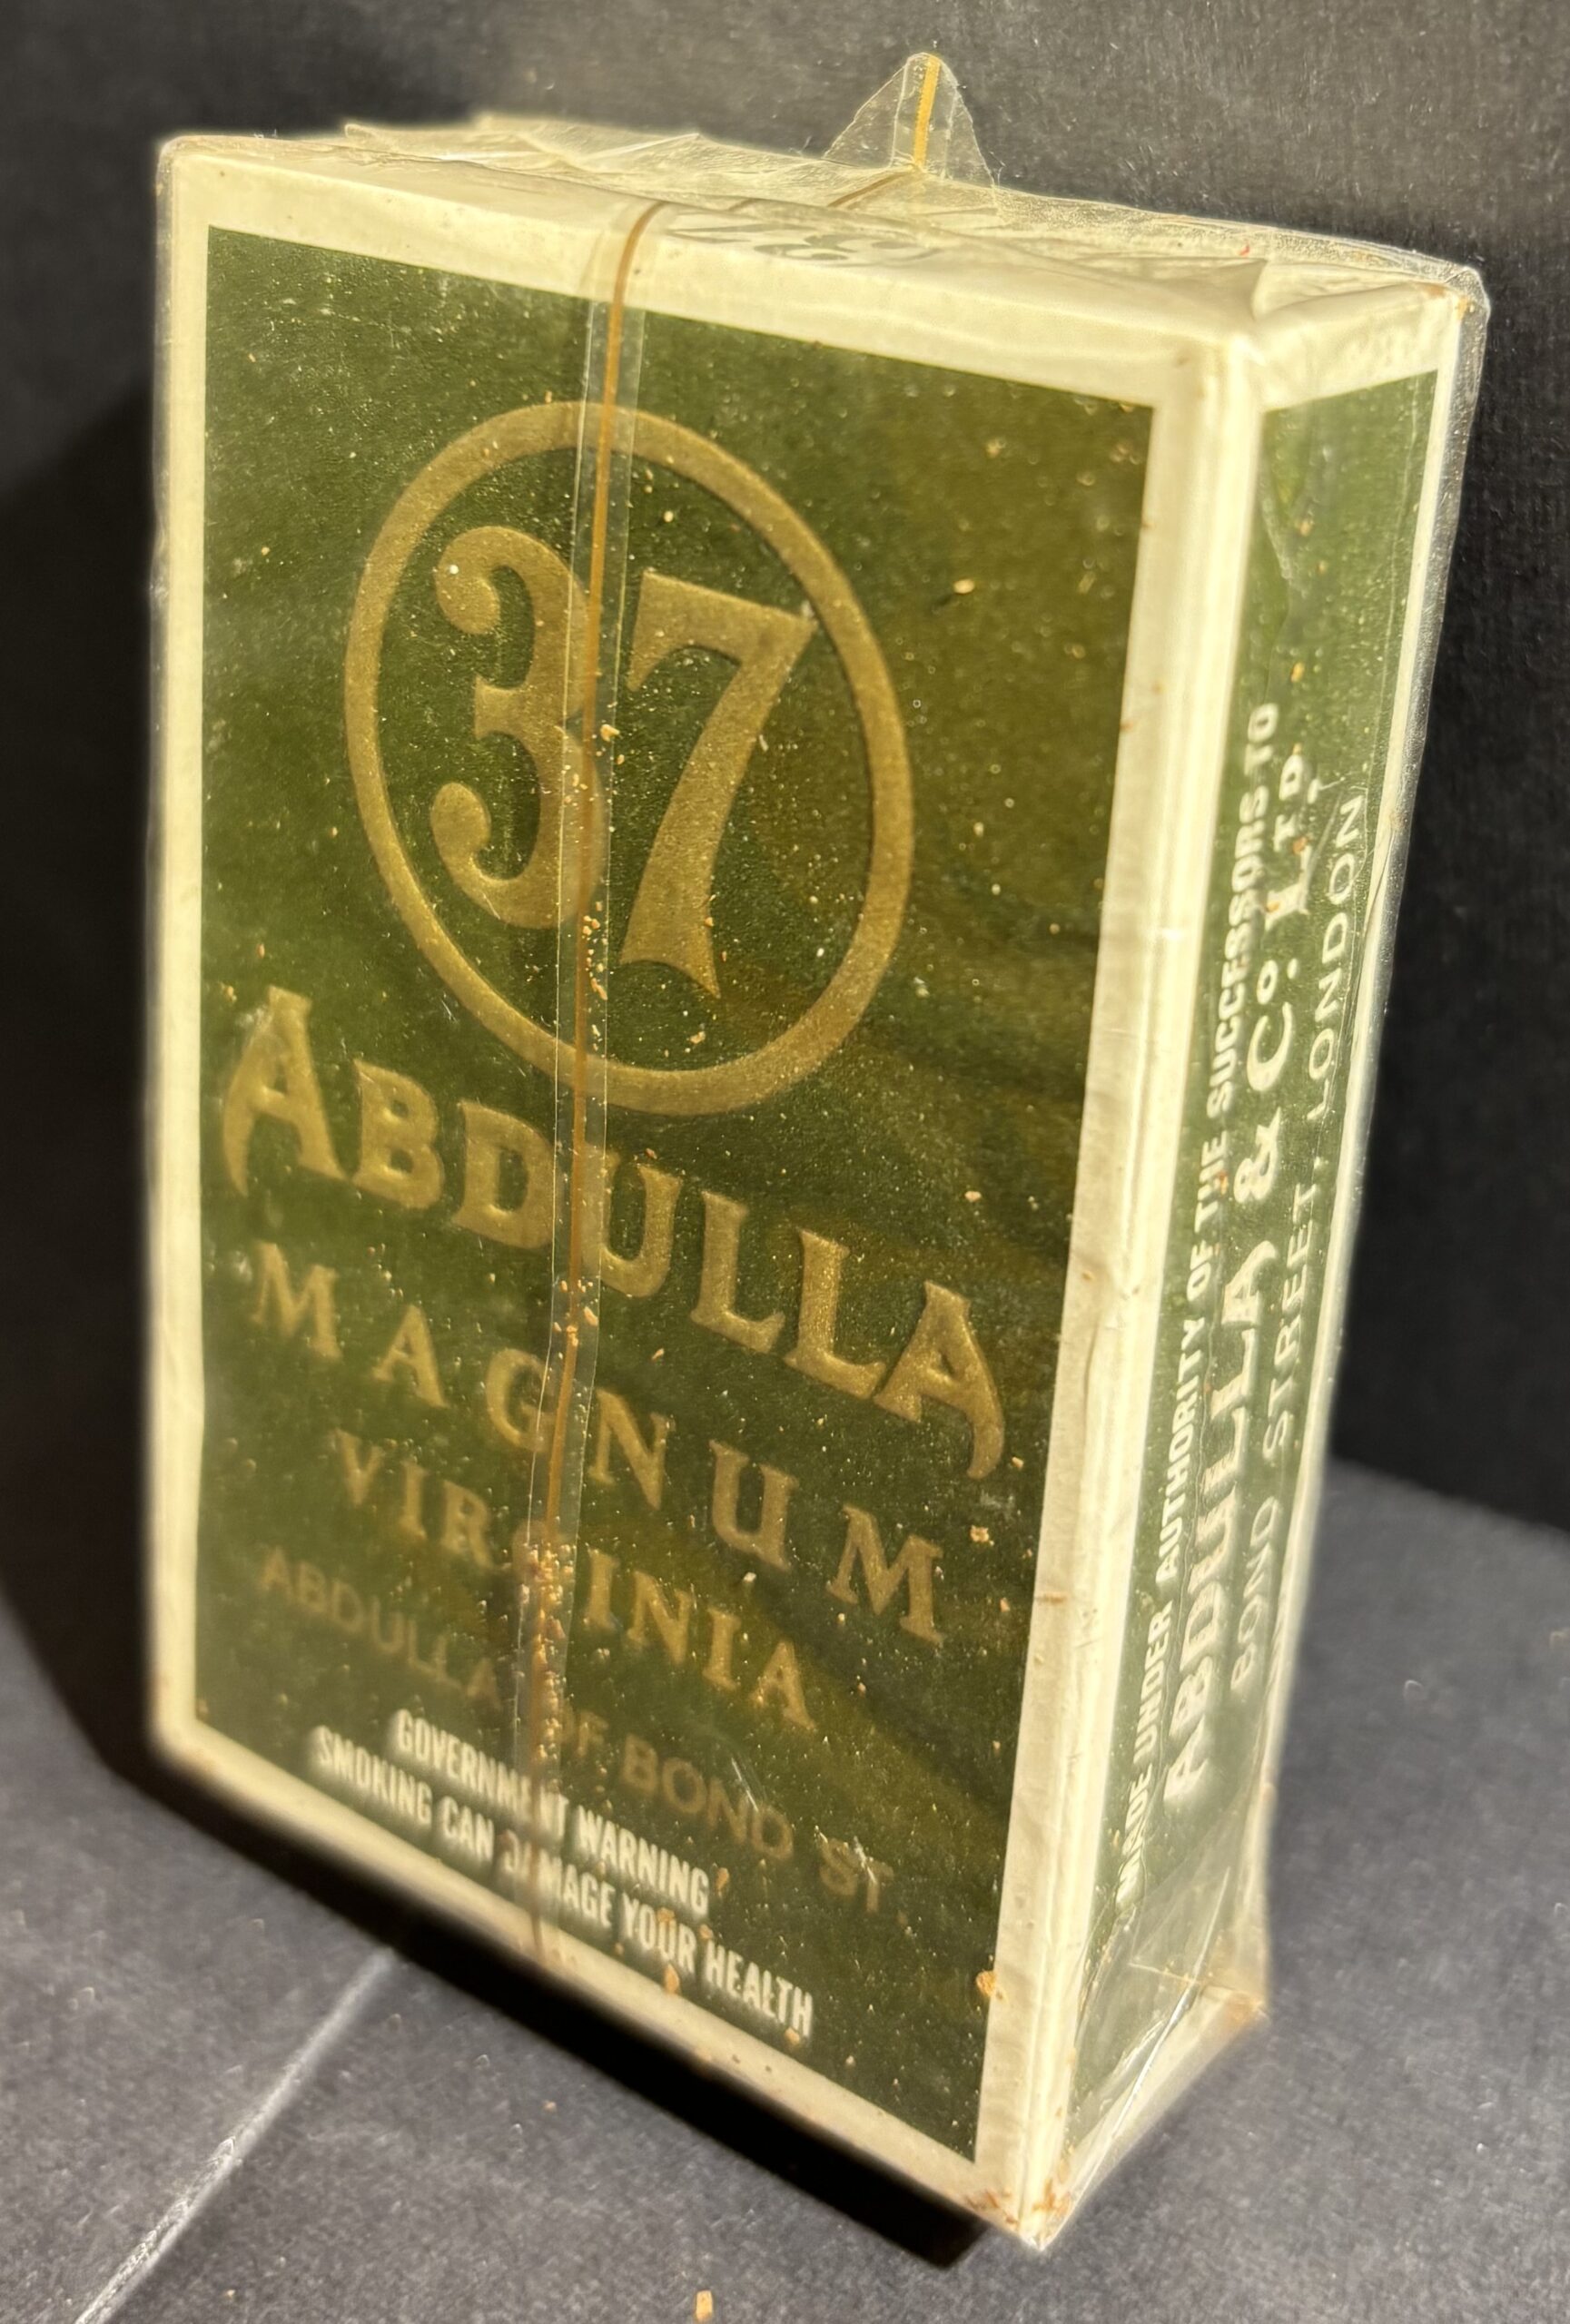 37
ABDULLA
MAGNUM
VIRGINIA
ABDULLA OF BOND ST.
GOVERNMENT WARNING
SMOKING CAN DAMAGE YOUR HEALTH
MADE UNDER AUTHORITY OF THE SUCCESSORS TO
ABDULLA & Co. LTD.
BOND STREET, LONDON